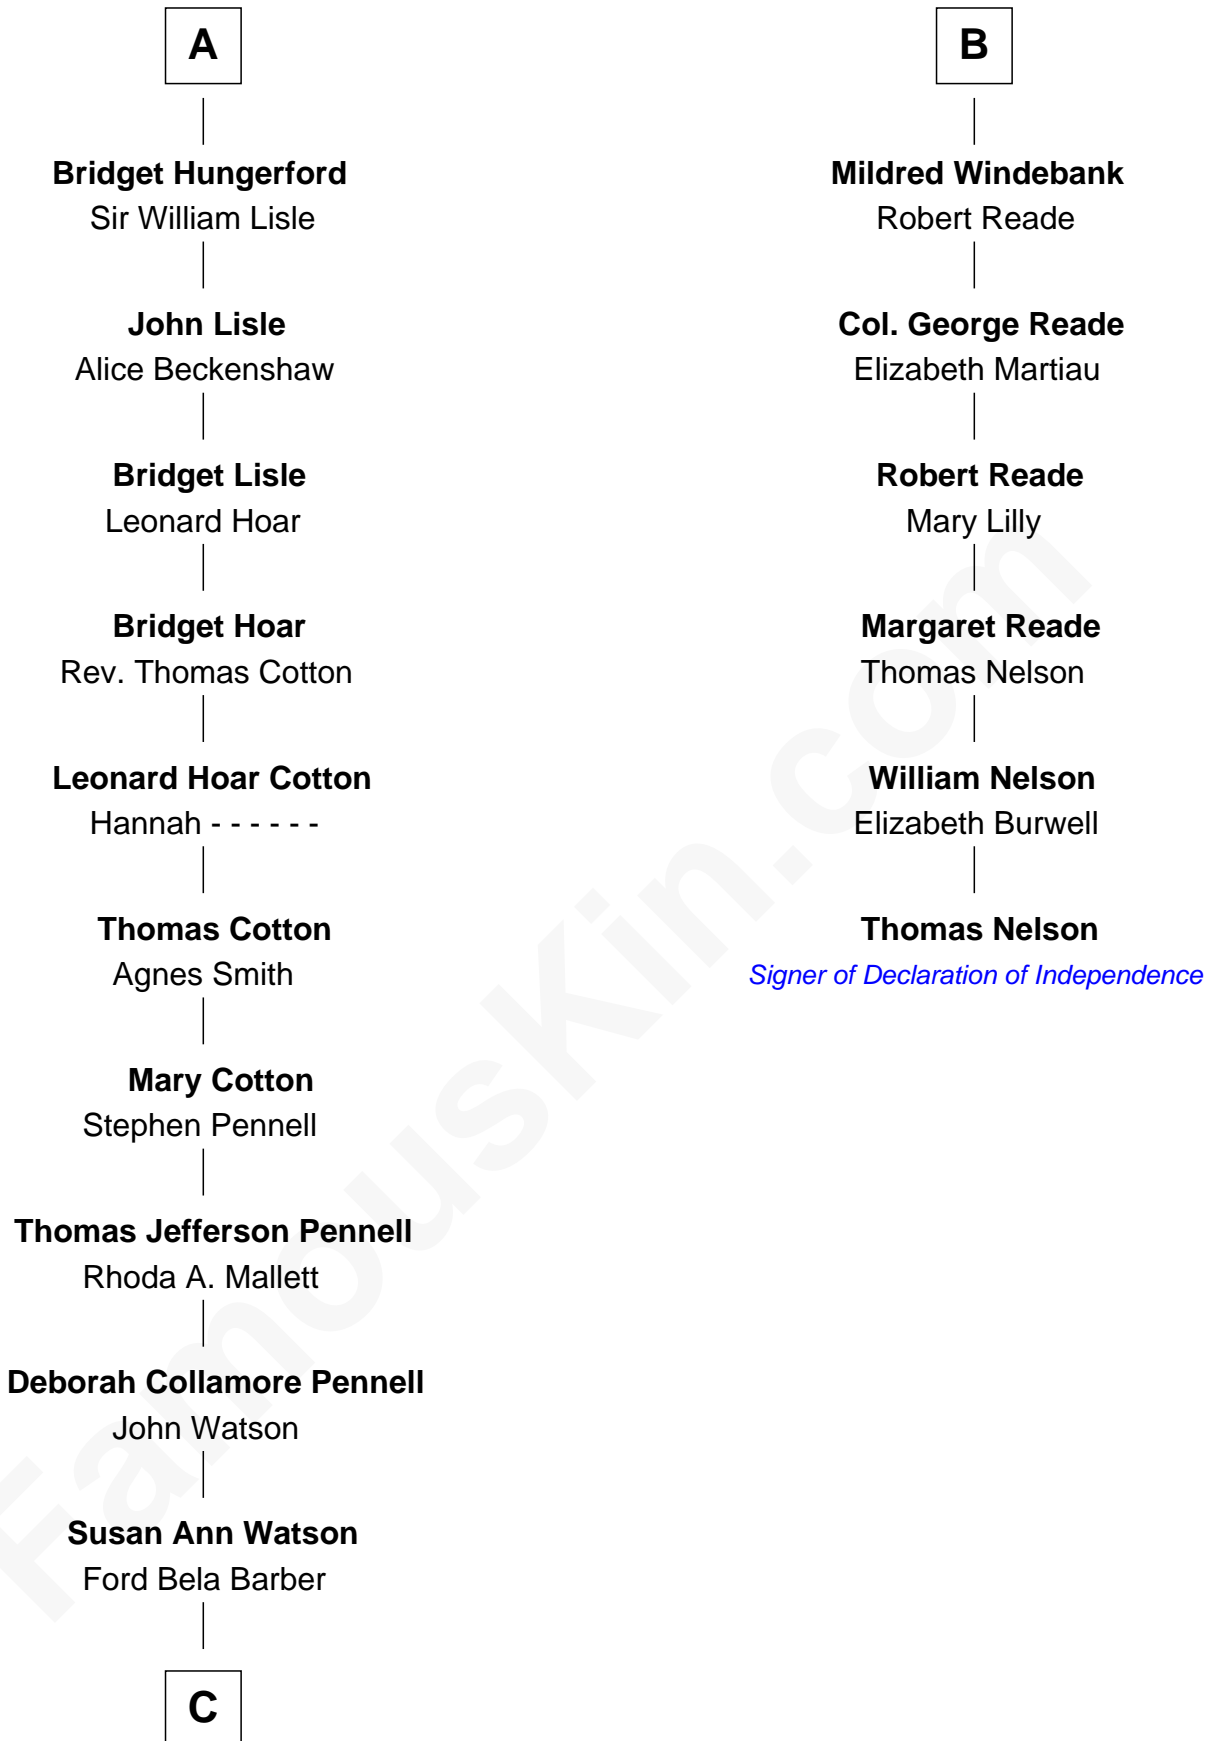 A
Bridget Hungerford
Sir William Lisle
John Lisle
Alice Beckenshaw
Bridget Lisle
Leonard Hoar
Bridget Hoar
Rev. Thomas Cotton
Leonard Hoar Cotton
Hannah - - - - - -
Thomas Cotton
Agnes Smith
Mary Cotton
Stephen Pennell
Thomas Jefferson Pennell
Rhoda A. Mallett
Deborah Collamore Pennell
John Watson
Susan Ann Watson
Ford Bela Barber
C
B
Mildred Windebank
Robert Reade
Col. George Reade
Elizabeth Martiau
Robert Reade
Mary Lilly
Margaret Reade
Thomas Nelson
William Nelson
Elizabeth Burwell
Thomas Nelson
Signer of Declaration of Independence
FamousKin.com